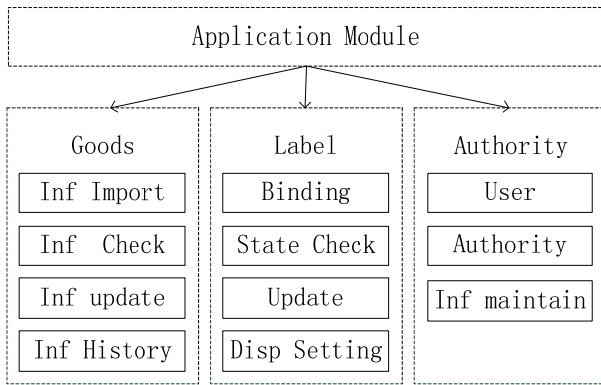 Application Module
Goods
Inf Import
Inf Check
Inf update
Inf History
Label
Binding
State Check
Update
Disp Setting
Authority
User
Authority
Inf maintain